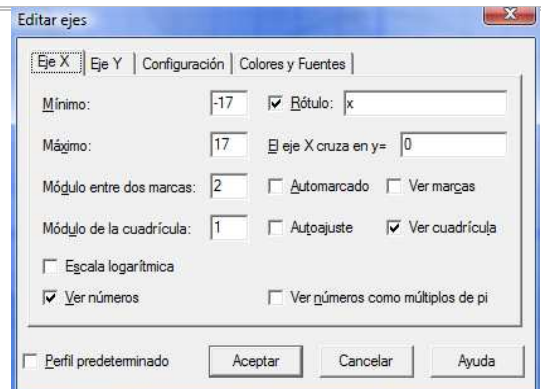 Editar ejes
Eje X Eje Y Configuración Colores y Fuentes
Mínimo: -17 Rótulo: x
Máximo: 17 El eje X cruza en y= 0
Módulo entre dos marcas: 2 Automarcado Ver marcas
Módulo de la cuadrícula: 1 Autoajuste Ver cuadrícula
Escala logarítmica
Ver números Ver números como múltiplos de pi
Perfil predeterminado Aceptar Cancelar Ayuda